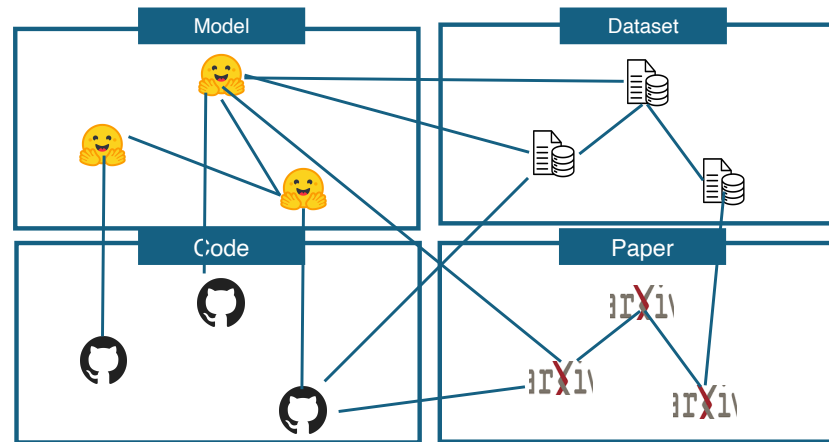 Model
Dataset
Code
Paper
arXiv
arXiv
arXiv